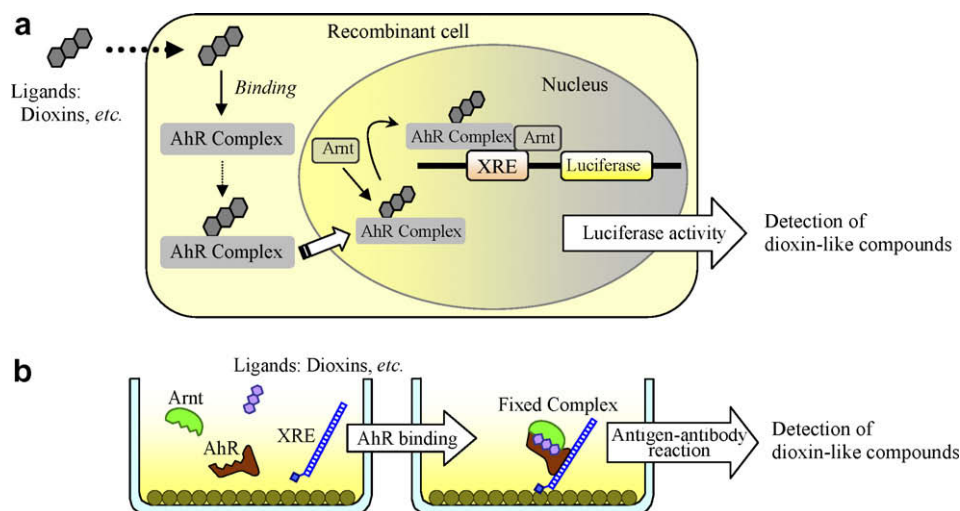 a
Recombinant cell
Ligands:
Dioxins, etc.
Binding
Nucleus
AhR Complex
Arnt
AhR Complex
Arnt
XRE
Luciferase
AhR Complex
AhR Complex
Luciferase activity
Detection of
dioxin-like compounds
b
Ligands: Dioxins, etc.
Arnt
AhR
XRE
AhR binding
Fixed Complex
Antigen-antibody
reaction
Detection of
dioxin-like compounds